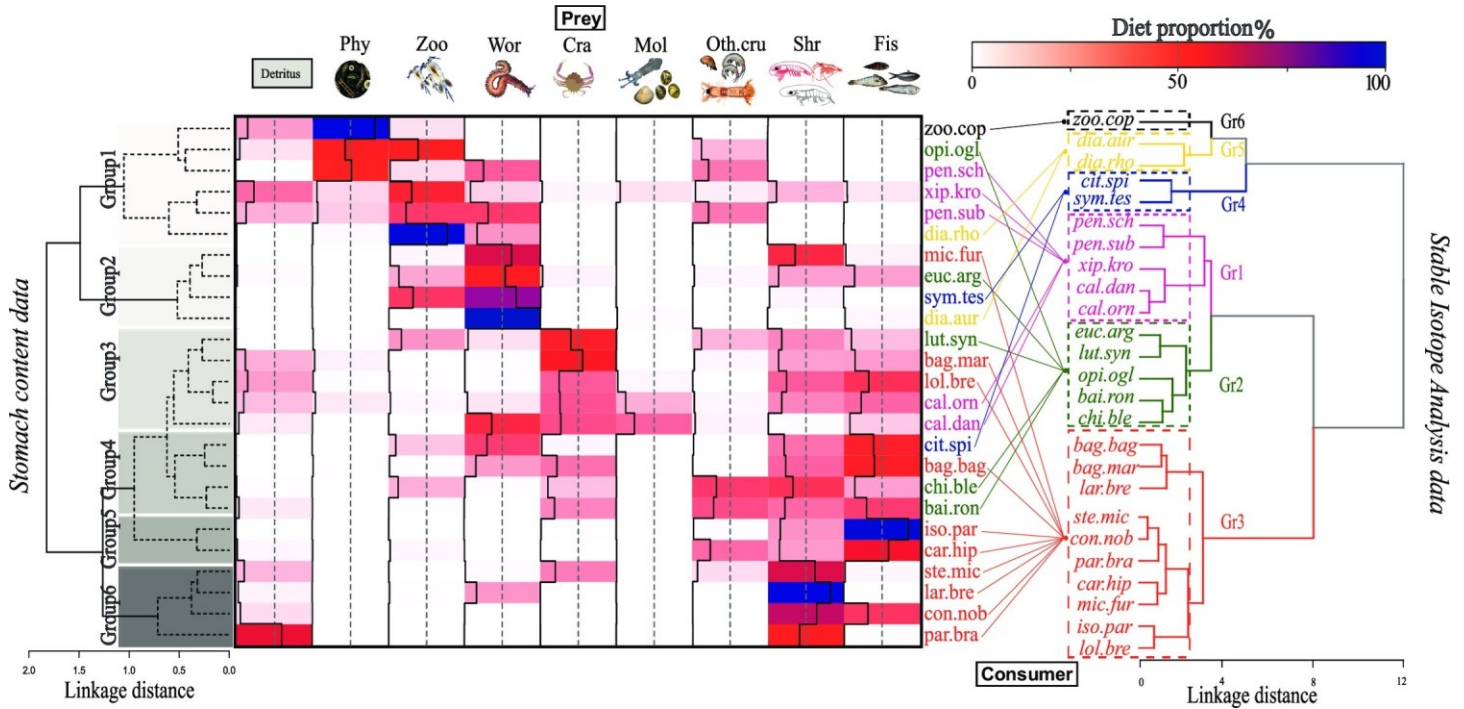 Prey
Diet proportion%
0 50 100
Detritus Phy Zoo Wor Cra Mol Oth.cru Shr Fis
Stomach content data
Group1
Group2
Group3
Group4
Group5
Group6
2.0 1.0 0.5 0.0
Linkage distance
zoo.cop
opi.ogl
pen.sch
xip.kro
pen.sub
dia.rho
mic.fur
euc.arg
sym.tes
dia.aur
lut.syn
bag.mar
lol.bre
cal.orn
cal.dan
cit.spi
bag.bag
chi.ble
bai.ron
iso.par
car.hip
ste.mic
lar.bre
con.nob
par.bra
Consumer
zoo.cop
dia.aur
dia.rho
cit.spi
sym.tes
pen.sch
pen.sub
xip.kro
cal.dan
cal.orn
euc.arg
lut.syn
opi.ogl
bai.ron
chi.ble
bag.bag
bag.mar
lar.bre
ste.mic
con.nob
par.bra
car.hip
mic.fur
iso.par
lol.bre
Gr6
Gr5
Gr4
Gr1
Gr2
Gr3
0 4 8 12
Linkage distance
Stable Isotope Analysis data